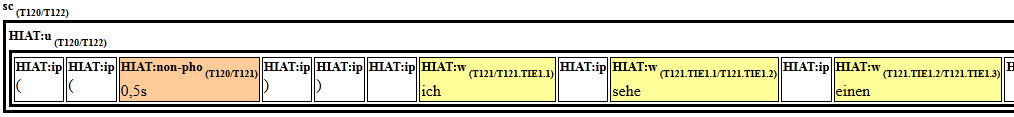 sc (T120/T122)
HIAT:u (T120/T122)
HIAT:ip HIAT:ip HIAT:non-pho (T120/T121) HIAT:ip HIAT:ip HIAT:ip HIAT:w (T121/T121.TIE1.1) HIAT:ip HIAT:w (T121.TIE1.1/T121.TIE1.2) HIAT:ip HIAT:w (T121.TIE1.2/T121.TIE1.3) H
( ( 0,5s ) ) ich sehe einen